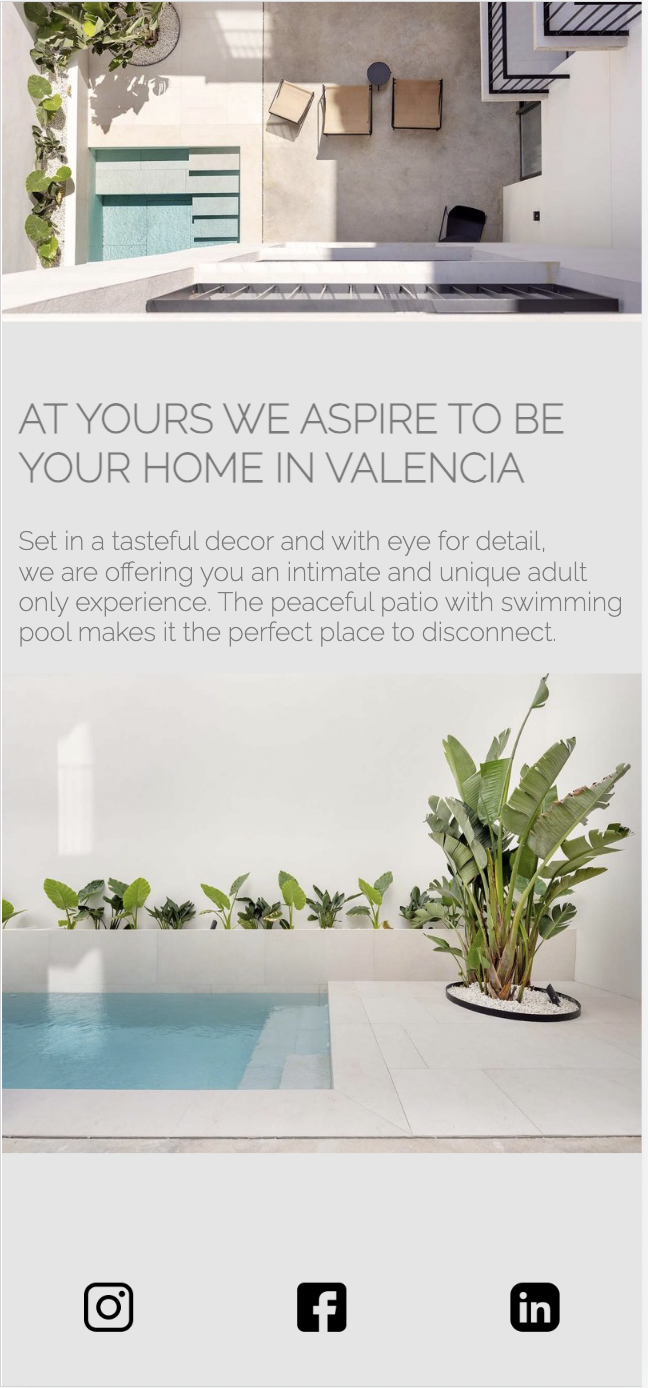 AT YOURS WE ASPIRE TO BE
YOUR HOME IN VALENCIA
Set in a tasteful decor and with eye for detail,
we are offering you an intimate and unique adult
only experience. The peaceful patio with swimming
pool makes it the perfect place to disconnect.